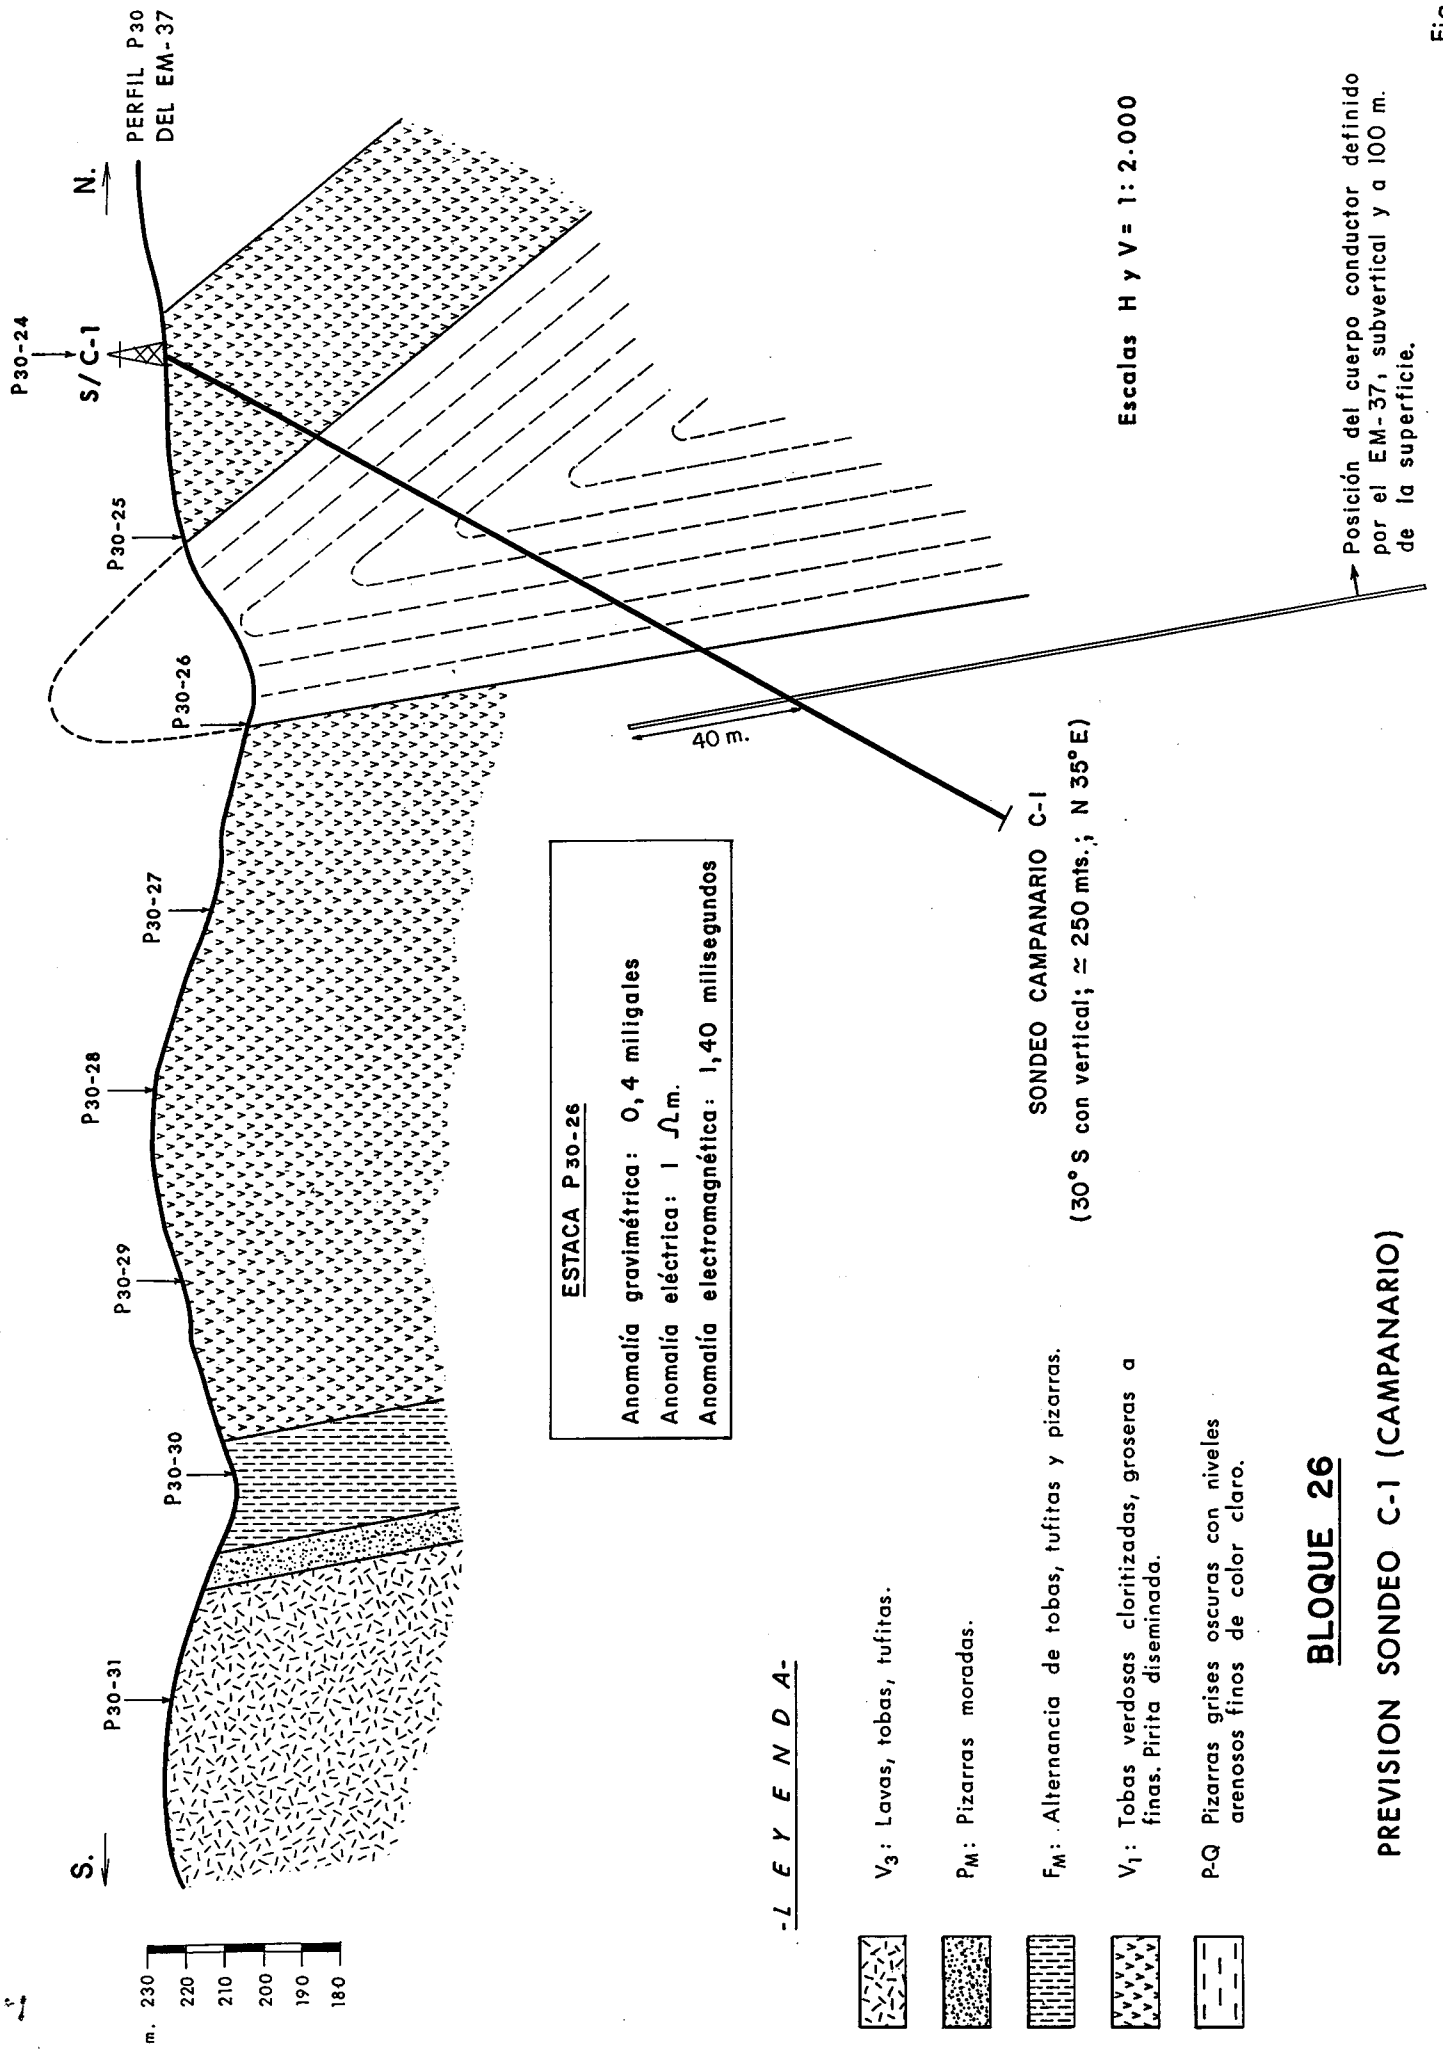 S.
N.
PERFIL P30
DEL EM-37
P30-31
P30-30
P30-29
P30-28
P30-27
P30-26
P30-25
P30-24
S/C-1
m.
230
220
210
200
190
180
40 m.
ESTACA P30-26
Anomalía gravimétrica: 0,4 miligales
Anomalía eléctrica: 1 Ωm.
Anomalía electromagnética: 1,40 milisegundos
SONDEO CAMPANARIO C-1
(30° S con vertical; ≃ 250 mts.; N 35° E)
Escalas H y V = 1:2.000
Posición del cuerpo conductor definido
por el EM-37, subvertical y a 100 m.
de la superficie.
-LEYENDA-
V3: Lavas, tobas, tufitas.
PM: Pizarras moradas.
FM: Alternancia de tobas, tufitas y pizarras.
V1: Tobas verdosas cloritizadas, groseras a
finas. Pirita diseminada.
P-Q Pizarras grises oscuras con niveles
arenosos finos de color claro.
BLOQUE 26
PREVISION SONDEO C-1 (CAMPANARIO)